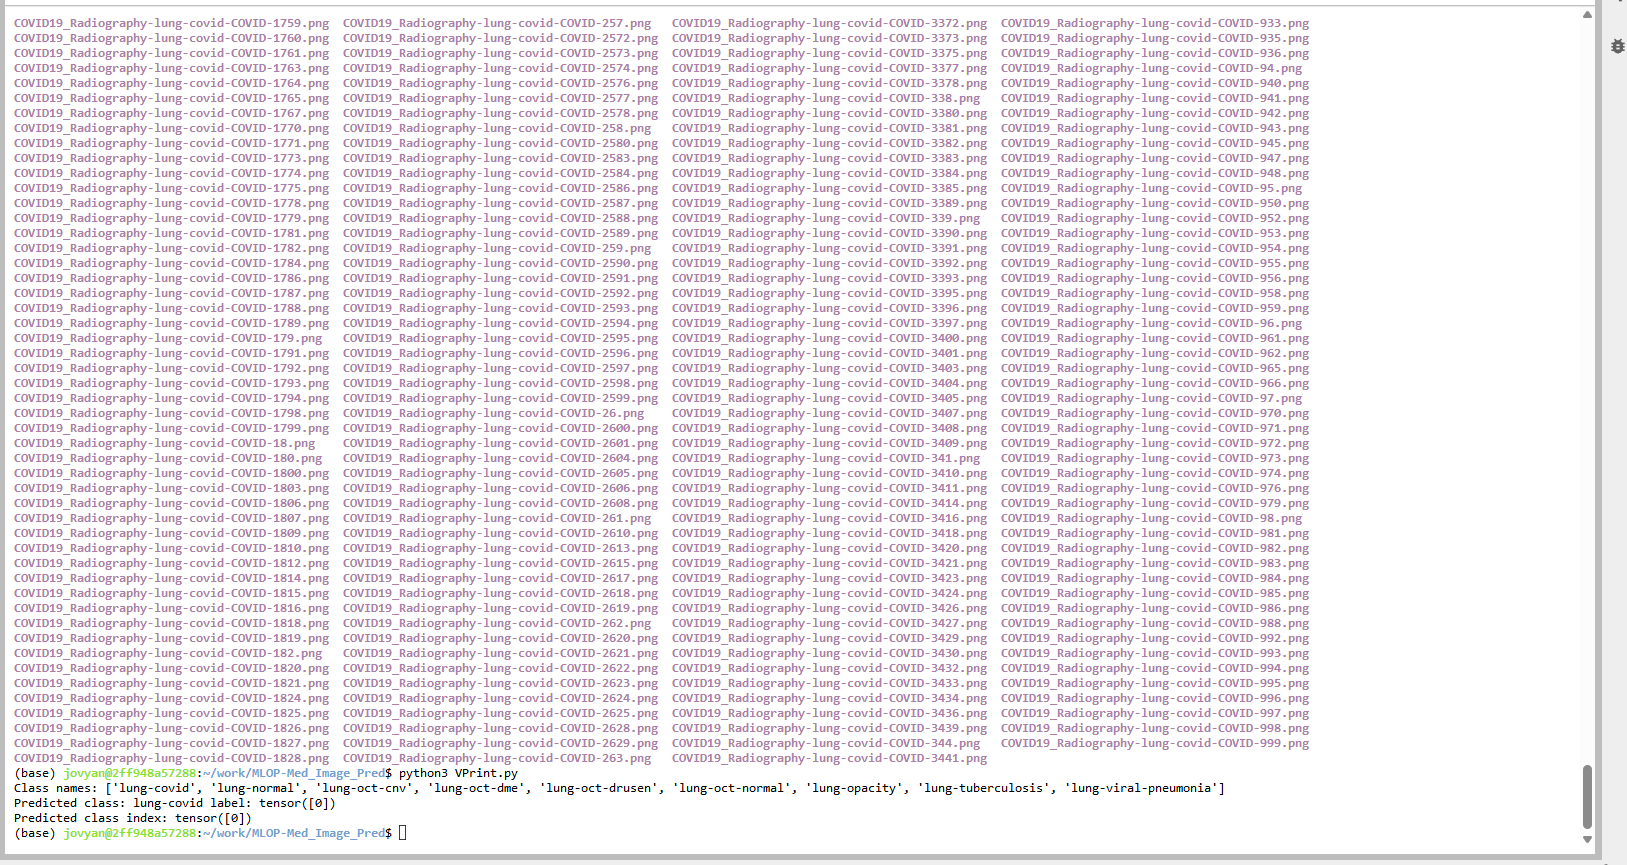 COVID19_Radiography-lung-covid-COVID-1759.png COVID19_Radiography-lung-covid-COVID-257.png COVID19_Radiography-lung-covid-COVID-3372.png COVID19_Radiography-lung-covid-COVID-933.png
COVID19_Radiography-lung-covid-COVID-1760.png COVID19_Radiography-lung-covid-COVID-2572.png COVID19_Radiography-lung-covid-COVID-3373.png COVID19_Radiography-lung-covid-COVID-935.png
COVID19_Radiography-lung-covid-COVID-1761.png COVID19_Radiography-lung-covid-COVID-2573.png COVID19_Radiography-lung-covid-COVID-3375.png COVID19_Radiography-lung-covid-COVID-936.png
COVID19_Radiography-lung-covid-COVID-1763.png COVID19_Radiography-lung-covid-COVID-2574.png COVID19_Radiography-lung-covid-COVID-3377.png COVID19_Radiography-lung-covid-COVID-94.png
COVID19_Radiography-lung-covid-COVID-1764.png COVID19_Radiography-lung-covid-COVID-2576.png COVID19_Radiography-lung-covid-COVID-3378.png COVID19_Radiography-lung-covid-COVID-940.png
COVID19_Radiography-lung-covid-COVID-1765.png COVID19_Radiography-lung-covid-COVID-2577.png COVID19_Radiography-lung-covid-COVID-338.png COVID19_Radiography-lung-covid-COVID-941.png
COVID19_Radiography-lung-covid-COVID-1767.png COVID19_Radiography-lung-covid-COVID-2578.png COVID19_Radiography-lung-covid-COVID-3380.png COVID19_Radiography-lung-covid-COVID-942.png
COVID19_Radiography-lung-covid-COVID-1770.png COVID19_Radiography-lung-covid-COVID-258.png COVID19_Radiography-lung-covid-COVID-3381.png COVID19_Radiography-lung-covid-COVID-943.png
COVID19_Radiography-lung-covid-COVID-1771.png COVID19_Radiography-lung-covid-COVID-2580.png COVID19_Radiography-lung-covid-COVID-3382.png COVID19_Radiography-lung-covid-COVID-945.png
COVID19_Radiography-lung-covid-COVID-1773.png COVID19_Radiography-lung-covid-COVID-2583.png COVID19_Radiography-lung-covid-COVID-3383.png COVID19_Radiography-lung-covid-COVID-947.png
COVID19_Radiography-lung-covid-COVID-1774.png COVID19_Radiography-lung-covid-COVID-2584.png COVID19_Radiography-lung-covid-COVID-3384.png COVID19_Radiography-lung-covid-COVID-948.png
COVID19_Radiography-lung-covid-COVID-1775.png COVID19_Radiography-lung-covid-COVID-2586.png COVID19_Radiography-lung-covid-COVID-3385.png COVID19_Radiography-lung-covid-COVID-95.png
COVID19_Radiography-lung-covid-COVID-1778.png COVID19_Radiography-lung-covid-COVID-2587.png COVID19_Radiography-lung-covid-COVID-3389.png COVID19_Radiography-lung-covid-COVID-950.png
COVID19_Radiography-lung-covid-COVID-1779.png COVID19_Radiography-lung-covid-COVID-2588.png COVID19_Radiography-lung-covid-COVID-339.png COVID19_Radiography-lung-covid-COVID-952.png
COVID19_Radiography-lung-covid-COVID-1781.png COVID19_Radiography-lung-covid-COVID-2589.png COVID19_Radiography-lung-covid-COVID-3390.png COVID19_Radiography-lung-covid-COVID-953.png
COVID19_Radiography-lung-covid-COVID-1782.png COVID19_Radiography-lung-covid-COVID-259.png COVID19_Radiography-lung-covid-COVID-3391.png COVID19_Radiography-lung-covid-COVID-954.png
COVID19_Radiography-lung-covid-COVID-1784.png COVID19_Radiography-lung-covid-COVID-2590.png COVID19_Radiography-lung-covid-COVID-3392.png COVID19_Radiography-lung-covid-COVID-955.png
COVID19_Radiography-lung-covid-COVID-1786.png COVID19_Radiography-lung-covid-COVID-2591.png COVID19_Radiography-lung-covid-COVID-3393.png COVID19_Radiography-lung-covid-COVID-956.png
COVID19_Radiography-lung-covid-COVID-1787.png COVID19_Radiography-lung-covid-COVID-2592.png COVID19_Radiography-lung-covid-COVID-3395.png COVID19_Radiography-lung-covid-COVID-958.png
COVID19_Radiography-lung-covid-COVID-1788.png COVID19_Radiography-lung-covid-COVID-2593.png COVID19_Radiography-lung-covid-COVID-3396.png COVID19_Radiography-lung-covid-COVID-959.png
COVID19_Radiography-lung-covid-COVID-1789.png COVID19_Radiography-lung-covid-COVID-2594.png COVID19_Radiography-lung-covid-COVID-3397.png COVID19_Radiography-lung-covid-COVID-96.png
COVID19_Radiography-lung-covid-COVID-179.png COVID19_Radiography-lung-covid-COVID-2595.png COVID19_Radiography-lung-covid-COVID-3400.png COVID19_Radiography-lung-covid-COVID-961.png
COVID19_Radiography-lung-covid-COVID-1791.png COVID19_Radiography-lung-covid-COVID-2596.png COVID19_Radiography-lung-covid-COVID-3401.png COVID19_Radiography-lung-covid-COVID-962.png
COVID19_Radiography-lung-covid-COVID-1792.png COVID19_Radiography-lung-covid-COVID-2597.png COVID19_Radiography-lung-covid-COVID-3403.png COVID19_Radiography-lung-covid-COVID-965.png
COVID19_Radiography-lung-covid-COVID-1793.png COVID19_Radiography-lung-covid-COVID-2598.png COVID19_Radiography-lung-covid-COVID-3404.png COVID19_Radiography-lung-covid-COVID-966.png
COVID19_Radiography-lung-covid-COVID-1794.png COVID19_Radiography-lung-covid-COVID-2599.png COVID19_Radiography-lung-covid-COVID-3405.png COVID19_Radiography-lung-covid-COVID-97.png
COVID19_Radiography-lung-covid-COVID-1798.png COVID19_Radiography-lung-covid-COVID-26.png COVID19_Radiography-lung-covid-COVID-3407.png COVID19_Radiography-lung-covid-COVID-970.png
COVID19_Radiography-lung-covid-COVID-1799.png COVID19_Radiography-lung-covid-COVID-2600.png COVID19_Radiography-lung-covid-COVID-3408.png COVID19_Radiography-lung-covid-COVID-971.png
COVID19_Radiography-lung-covid-COVID-18.png COVID19_Radiography-lung-covid-COVID-2601.png COVID19_Radiography-lung-covid-COVID-3409.png COVID19_Radiography-lung-covid-COVID-972.png
COVID19_Radiography-lung-covid-COVID-180.png COVID19_Radiography-lung-covid-COVID-2604.png COVID19_Radiography-lung-covid-COVID-341.png COVID19_Radiography-lung-covid-COVID-973.png
COVID19_Radiography-lung-covid-COVID-1800.png COVID19_Radiography-lung-covid-COVID-2605.png COVID19_Radiography-lung-covid-COVID-3410.png COVID19_Radiography-lung-covid-COVID-974.png
COVID19_Radiography-lung-covid-COVID-1803.png COVID19_Radiography-lung-covid-COVID-2606.png COVID19_Radiography-lung-covid-COVID-3411.png COVID19_Radiography-lung-covid-COVID-976.png
COVID19_Radiography-lung-covid-COVID-1806.png COVID19_Radiography-lung-covid-COVID-2608.png COVID19_Radiography-lung-covid-COVID-3414.png COVID19_Radiography-lung-covid-COVID-979.png
COVID19_Radiography-lung-covid-COVID-1807.png COVID19_Radiography-lung-covid-COVID-261.png COVID19_Radiography-lung-covid-COVID-3416.png COVID19_Radiography-lung-covid-COVID-98.png
COVID19_Radiography-lung-covid-COVID-1809.png COVID19_Radiography-lung-covid-COVID-2610.png COVID19_Radiography-lung-covid-COVID-3418.png COVID19_Radiography-lung-covid-COVID-981.png
COVID19_Radiography-lung-covid-COVID-1810.png COVID19_Radiography-lung-covid-COVID-2613.png COVID19_Radiography-lung-covid-COVID-3420.png COVID19_Radiography-lung-covid-COVID-982.png
COVID19_Radiography-lung-covid-COVID-1812.png COVID19_Radiography-lung-covid-COVID-2615.png COVID19_Radiography-lung-covid-COVID-3421.png COVID19_Radiography-lung-covid-COVID-983.png
COVID19_Radiography-lung-covid-COVID-1814.png COVID19_Radiography-lung-covid-COVID-2617.png COVID19_Radiography-lung-covid-COVID-3423.png COVID19_Radiography-lung-covid-COVID-984.png
COVID19_Radiography-lung-covid-COVID-1815.png COVID19_Radiography-lung-covid-COVID-2618.png COVID19_Radiography-lung-covid-COVID-3424.png COVID19_Radiography-lung-covid-COVID-985.png
COVID19_Radiography-lung-covid-COVID-1816.png COVID19_Radiography-lung-covid-COVID-2619.png COVID19_Radiography-lung-covid-COVID-3426.png COVID19_Radiography-lung-covid-COVID-986.png
COVID19_Radiography-lung-covid-COVID-1818.png COVID19_Radiography-lung-covid-COVID-262.png COVID19_Radiography-lung-covid-COVID-3427.png COVID19_Radiography-lung-covid-COVID-988.png
COVID19_Radiography-lung-covid-COVID-1819.png COVID19_Radiography-lung-covid-COVID-2620.png COVID19_Radiography-lung-covid-COVID-3429.png COVID19_Radiography-lung-covid-COVID-992.png
COVID19_Radiography-lung-covid-COVID-182.png COVID19_Radiography-lung-covid-COVID-2621.png COVID19_Radiography-lung-covid-COVID-3430.png COVID19_Radiography-lung-covid-COVID-993.png
COVID19_Radiography-lung-covid-COVID-1820.png COVID19_Radiography-lung-covid-COVID-2622.png COVID19_Radiography-lung-covid-COVID-3432.png COVID19_Radiography-lung-covid-COVID-994.png
COVID19_Radiography-lung-covid-COVID-1821.png COVID19_Radiography-lung-covid-COVID-2623.png COVID19_Radiography-lung-covid-COVID-3433.png COVID19_Radiography-lung-covid-COVID-995.png
COVID19_Radiography-lung-covid-COVID-1824.png COVID19_Radiography-lung-covid-COVID-2624.png COVID19_Radiography-lung-covid-COVID-3434.png COVID19_Radiography-lung-covid-COVID-996.png
COVID19_Radiography-lung-covid-COVID-1825.png COVID19_Radiography-lung-covid-COVID-2625.png COVID19_Radiography-lung-covid-COVID-3436.png COVID19_Radiography-lung-covid-COVID-997.png
COVID19_Radiography-lung-covid-COVID-1826.png COVID19_Radiography-lung-covid-COVID-2628.png COVID19_Radiography-lung-covid-COVID-3439.png COVID19_Radiography-lung-covid-COVID-998.png
COVID19_Radiography-lung-covid-COVID-1827.png COVID19_Radiography-lung-covid-COVID-2629.png COVID19_Radiography-lung-covid-COVID-344.png COVID19_Radiography-lung-covid-COVID-999.png
COVID19_Radiography-lung-covid-COVID-1828.png COVID19_Radiography-lung-covid-COVID-263.png COVID19_Radiography-lung-covid-COVID-3441.png
(base) jovyan@2ff948a57288:~/work/MLOP-Med_Image_Pred$ python3 VPrint.py
Class names: ['lung-covid', 'lung-normal', 'lung-oct-cnv', 'lung-oct-dme', 'lung-oct-drusen', 'lung-oct-normal', 'lung-opacity', 'lung-tuberculosis', 'lung-viral-pneumonia']
Predicted class: lung-covid label: tensor([0])
Predicted class index: tensor([0])
(base) jovyan@2ff948a57288:~/work/MLOP-Med_Image_Pred$